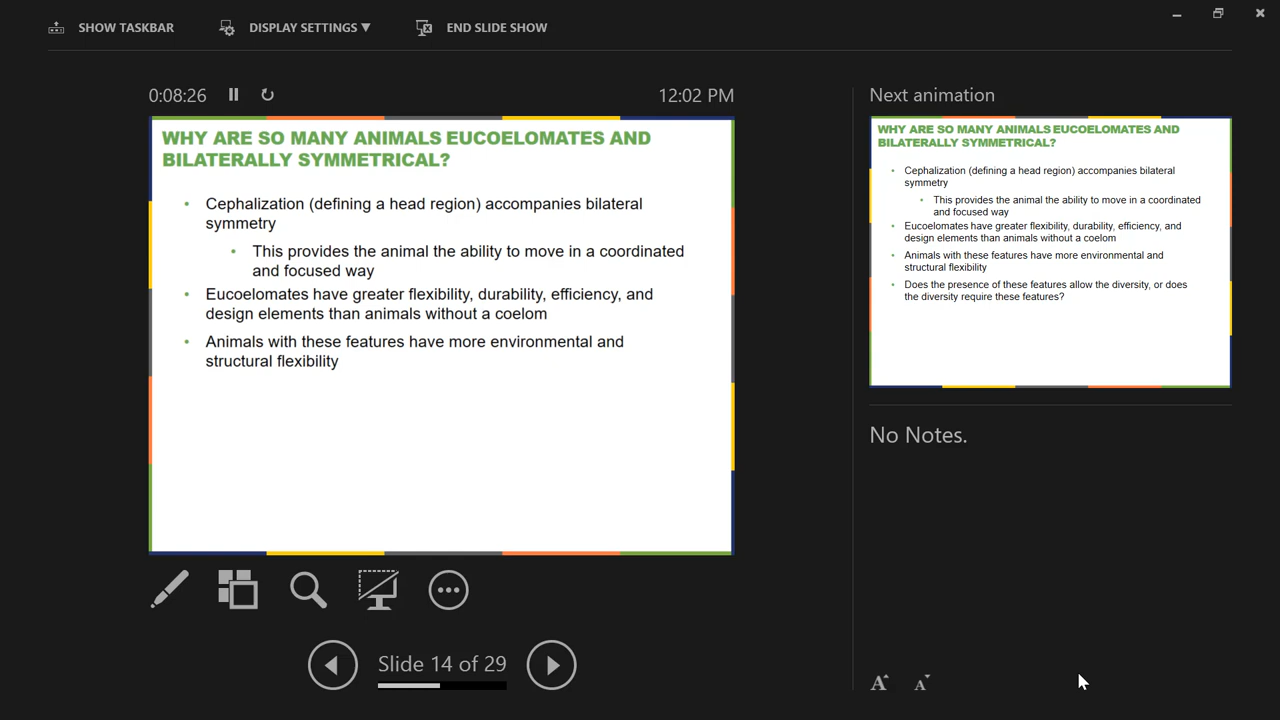 SHOW TASKBAR
DISPLAY SETTINGS ▼
END SLIDE SHOW
0:08:26
12:02 PM
WHY ARE SO MANY ANIMALS EUCOELOMATES AND
BILATERALLY SYMMETRICAL?
• Cephalization (defining a head region) accompanies bilateral
symmetry
• This provides the animal the ability to move in a coordinated
and focused way
• Eucoelomates have greater flexibility, durability, efficiency, and
design elements than animals without a coelom
• Animals with these features have more environmental and
structural flexibility
Slide 14 of 29
Next animation
WHY ARE SO MANY ANIMALS EUCOELOMATES AND
BILATERALLY SYMMETRICAL?
• Cephalization (defining a head region) accompanies bilateral
symmetry
• This provides the animal the ability to move in a coordinated
and focused way
• Eucoelomates have greater flexibility, durability, efficiency, and
design elements than animals without a coelom
• Animals with these features have more environmental and
structural flexibility
• Does the presence of these features allow the diversity, or does
the diversity require these features?
No Notes.
A A